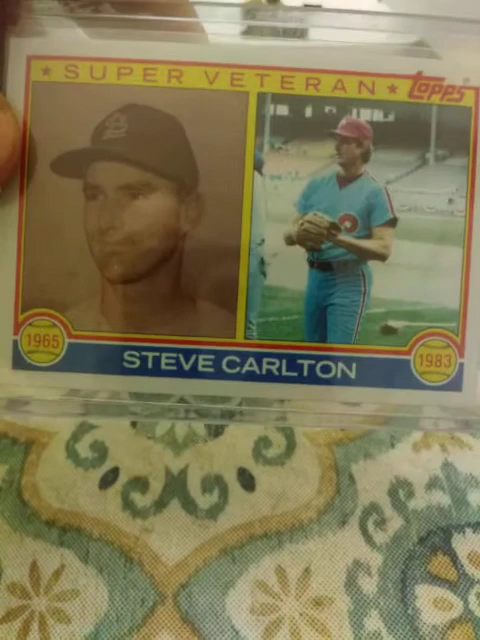 ★ SUPER VETERAN ★ topps
1965
1983
STEVE CARLTON